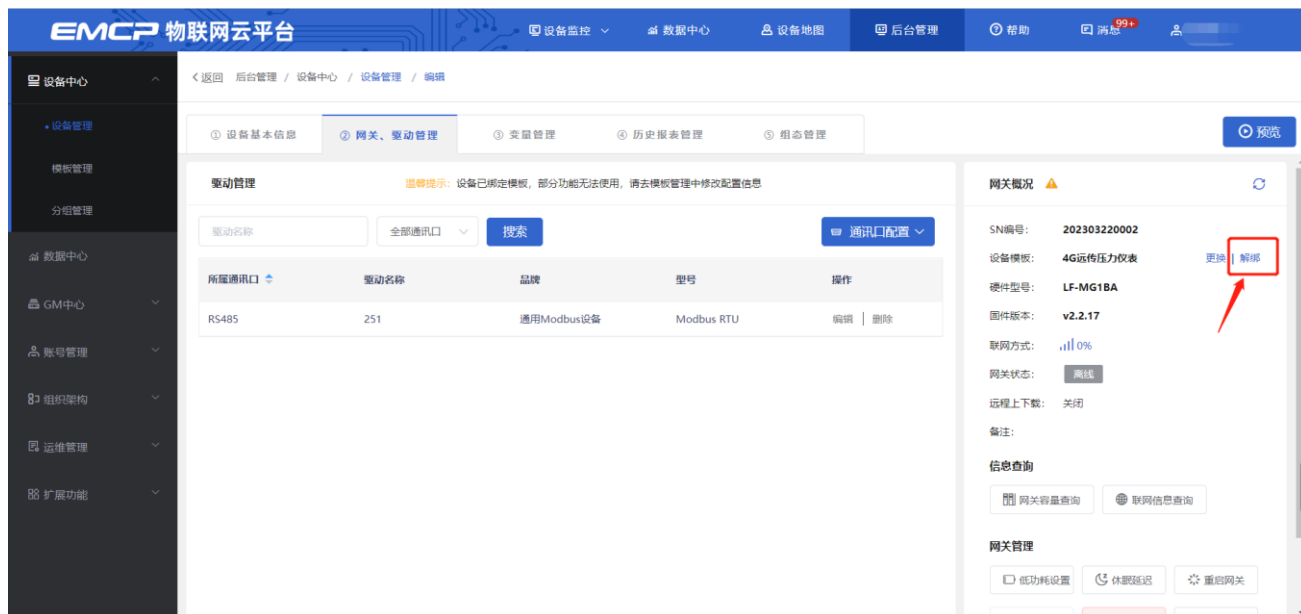 EMCP 物联网云平台
设备监控
数据中心
设备地图
后台管理
帮助
消息 99+
设备中心
设备管理
模板管理
分组管理
数据中心
GM中心
账号管理
组织架构
运维管理
扩展功能
返回 后台管理 / 设备中心 / 设备管理 / 编辑
① 设备基本信息
② 网关、驱动管理
③ 变量管理
④ 历史报表管理
⑤ 组态管理
预览
驱动管理
温馨提示: 设备已绑定模板，部分功能无法使用，请去模板管理中修改配置信息
驱动名称
全部通讯口
搜索
通讯口配置
所属通讯口 驱动名称 品牌 型号 操作
RS485 251 通用Modbus设备 Modbus RTU 编辑 | 删除
网关概况
SN编号: 202303220002
设备模板: 4G远传压力仪表 更换 | 解绑
硬件型号: LF-MG1BA
固件版本: v2.2.17
联网方式: 0%
网关状态: 离线
远程上下载: 关闭
备注:
信息查询
网关容量查询
联网信息查询
网关管理
低功耗设置
休眠延迟
重启网关